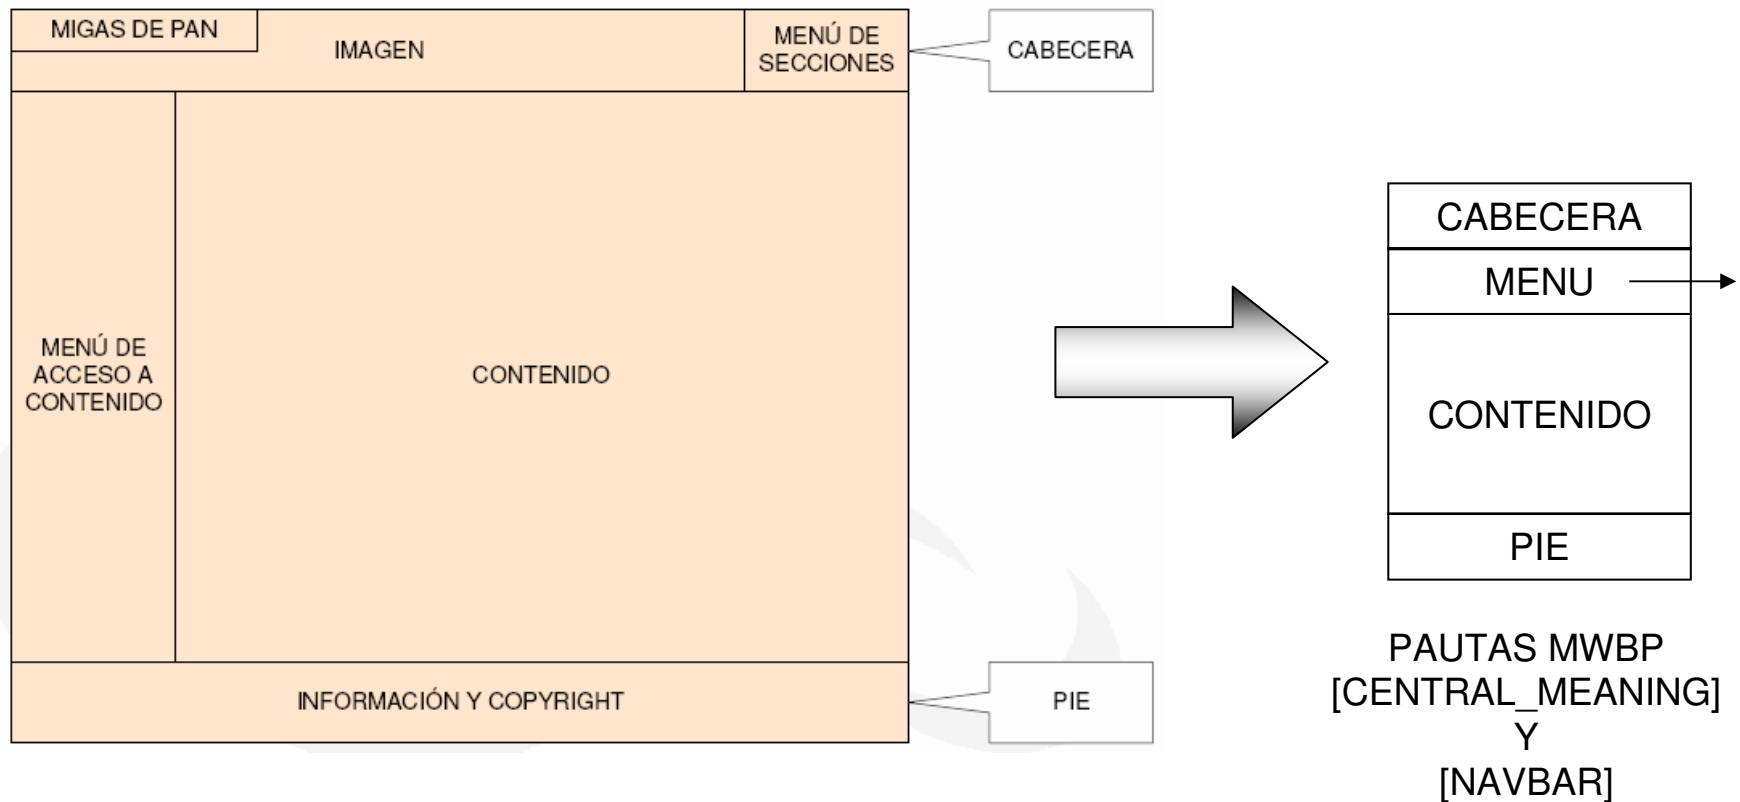 MIGAS DE PAN
IMAGEN
MENÚ DE
SECCIONES
CABECERA
MENÚ DE
ACCESO A
CONTENIDO
CONTENIDO
INFORMACIÓN Y COPYRIGHT
PIE
CABECERA
MENU
CONTENIDO
PIE
PAUTAS MWBP
[CENTRAL_MEANING]
Y
[NAVBAR]